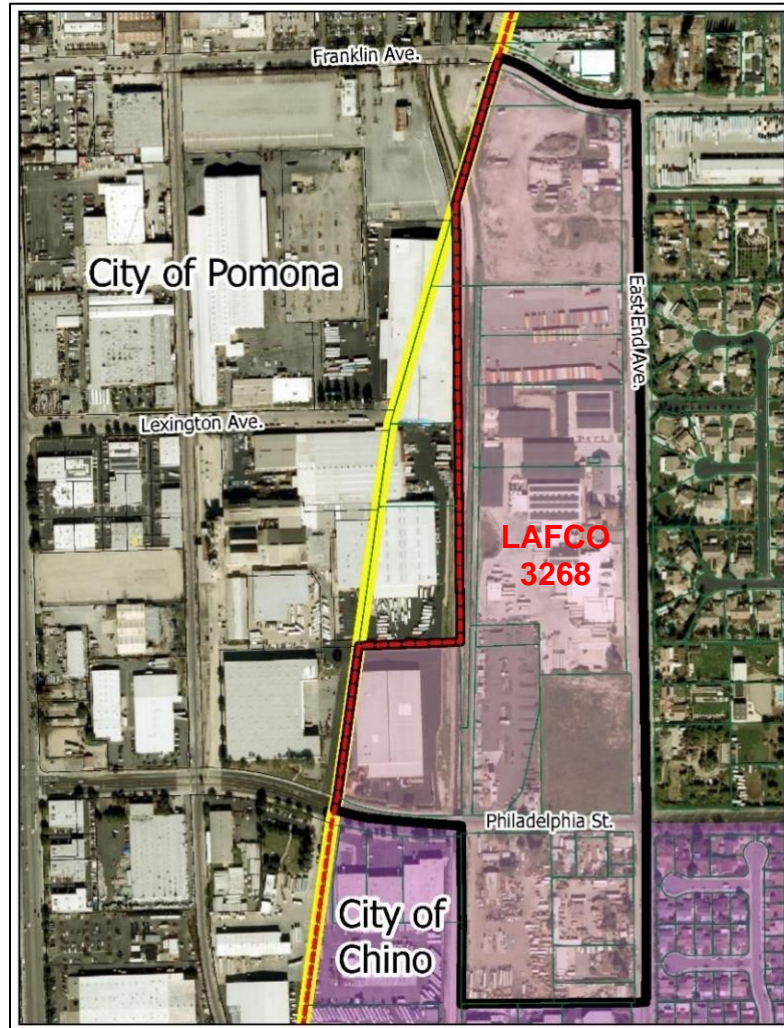 Franklin Ave.
City of Pomona
East End Ave.
Lexington Ave.
LAFCO
3268
Philadelphia St.
City of
Chino